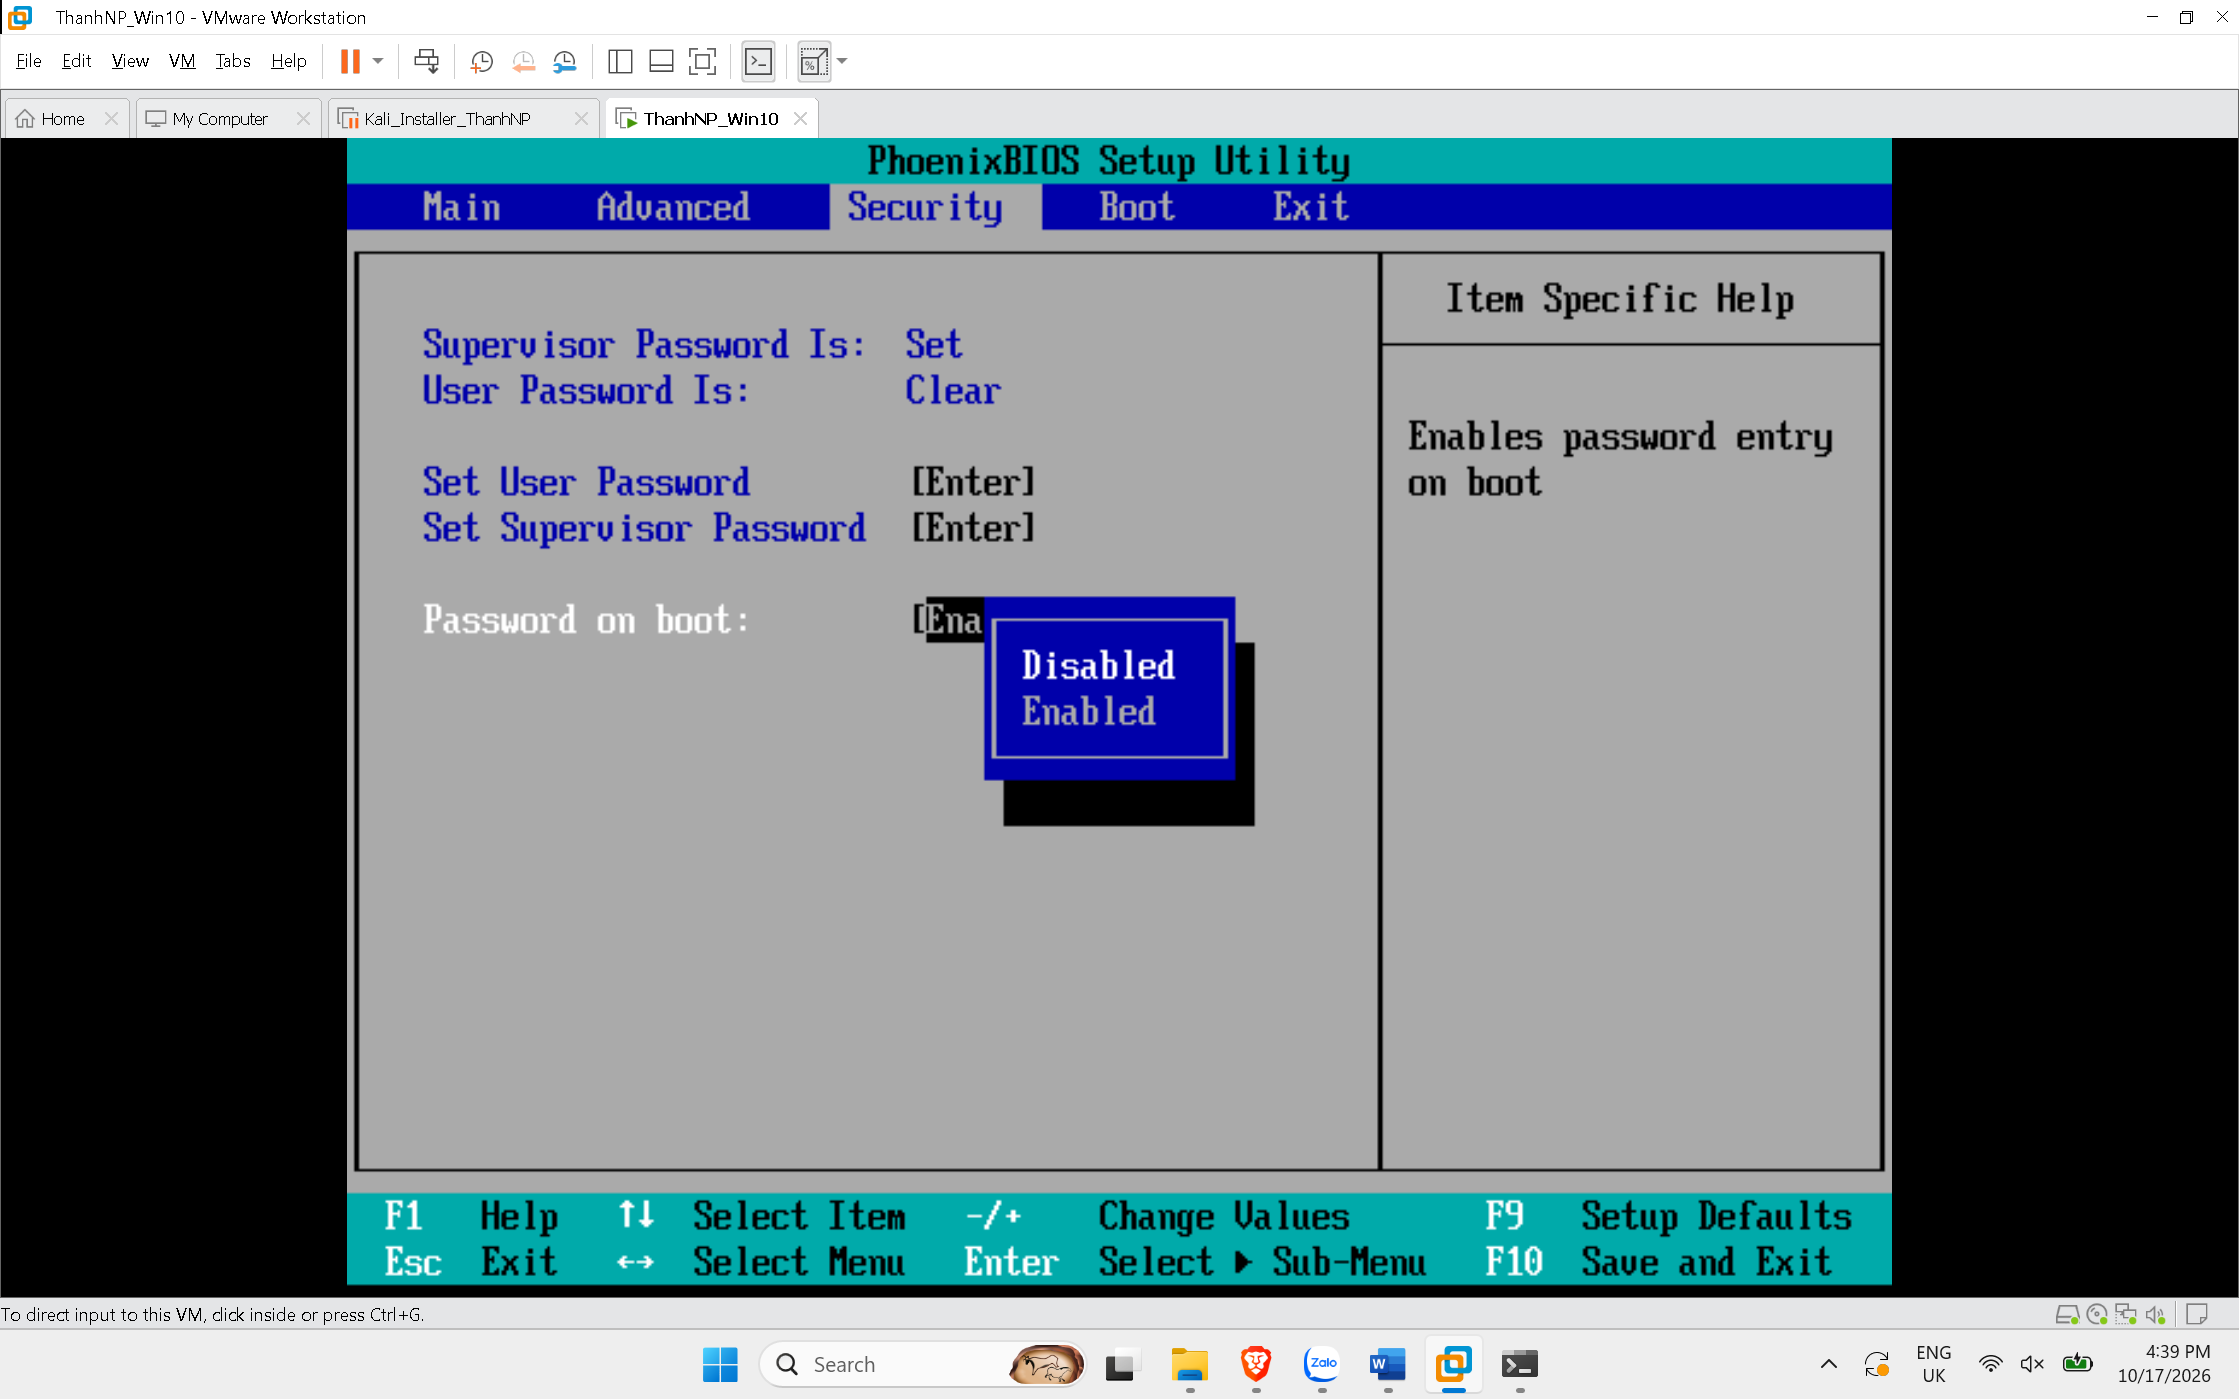 ThanhNP_Win10 - VMware Workstation
File Edit View VM Tabs Help
Home My Computer Kali_Installer_ThanhNP ThanhNP_Win10
PhoenixBIOS Setup Utility
Main Advanced Security Boot Exit
Item Specific Help
Supervisor Password Is: Set
User Password Is: Clear
Enables password entry
on boot
Set User Password [Enter]
Set Supervisor Password [Enter]
Password on boot: [Ena
Disabled
Enabled
F1 Help ↑↓ Select Item -/+ Change Values F9 Setup Defaults
Esc Exit ↔ Select Menu Enter Select ▶ Sub-Menu F10 Save and Exit
To direct input to this VM, click inside or press Ctrl+G.
Search
Zalo
W
ENG
UK
4:39 PM
10/17/2026